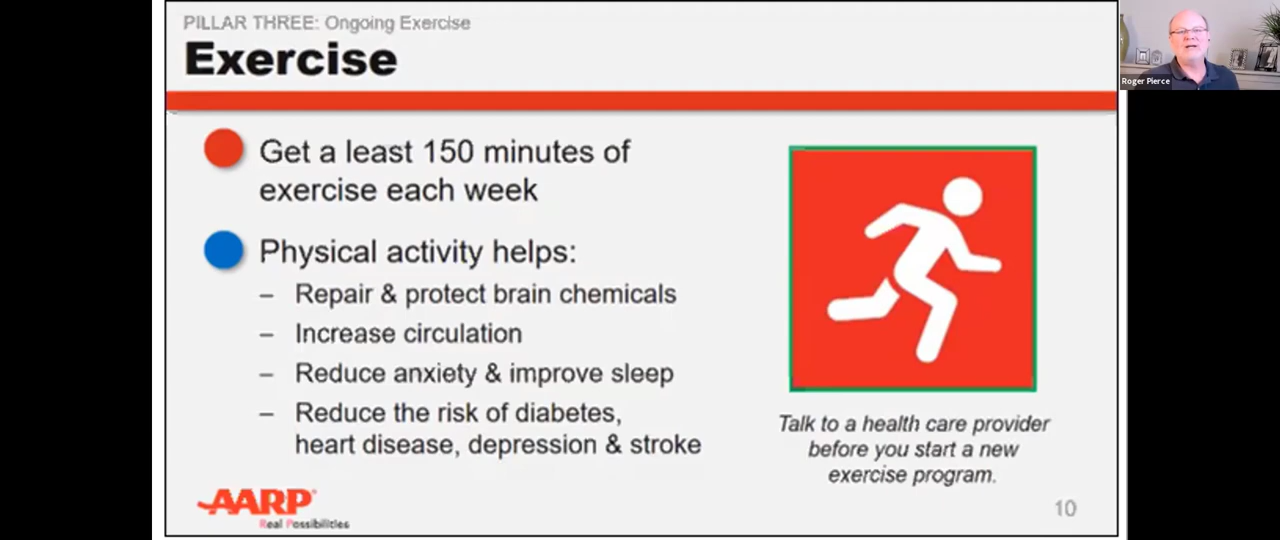 PILLAR THREE: Ongoing Exercise
Exercise
Get a least 150 minutes of
exercise each week
Physical activity helps:
– Repair & protect brain chemicals
– Increase circulation
– Reduce anxiety & improve sleep
– Reduce the risk of diabetes,
heart disease, depression & stroke
Talk to a health care provider
before you start a new
exercise program.
AARP®
Real Possibilities
10
Roger Pierce